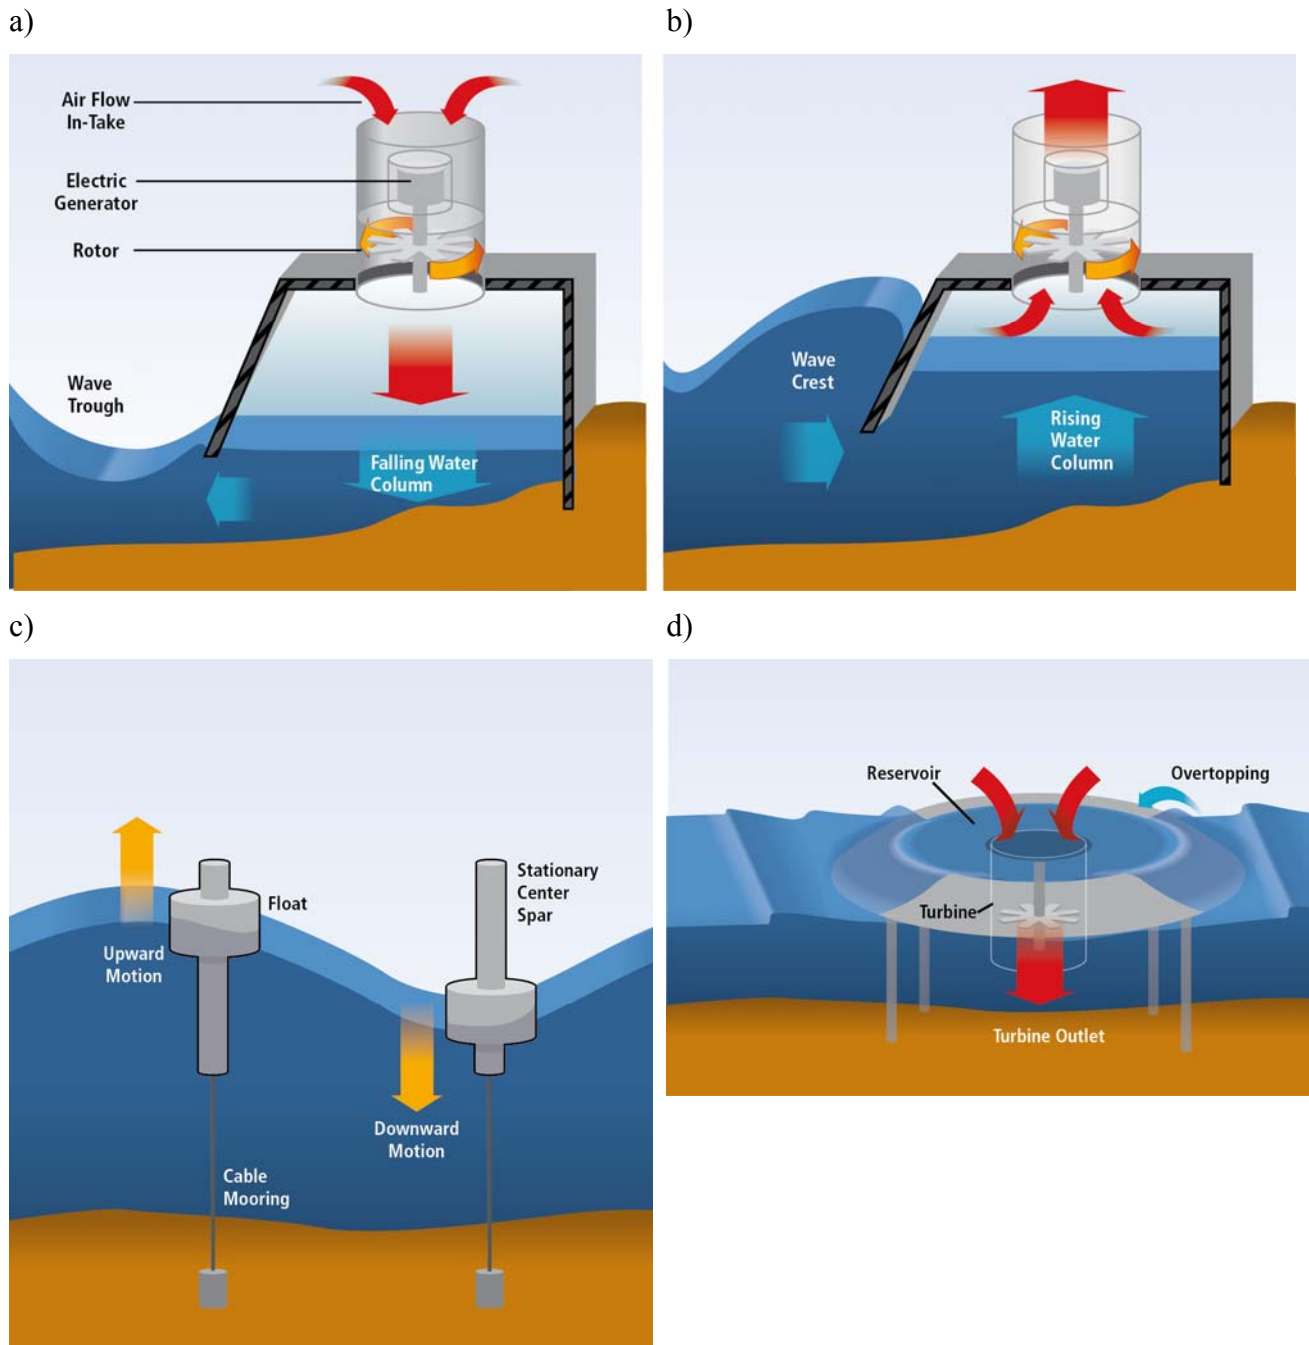 a)
Air Flow
In-Take
Electric
Generator
Rotor
Wave
Trough
Falling Water
Column
b)
Wave
Crest
Rising
Water
Column
c)
Float
Stationary
Center
Spar
Upward
Motion
Downward
Motion
Cable
Mooring
d)
Reservoir
Overtopping
Turbine
Turbine Outlet